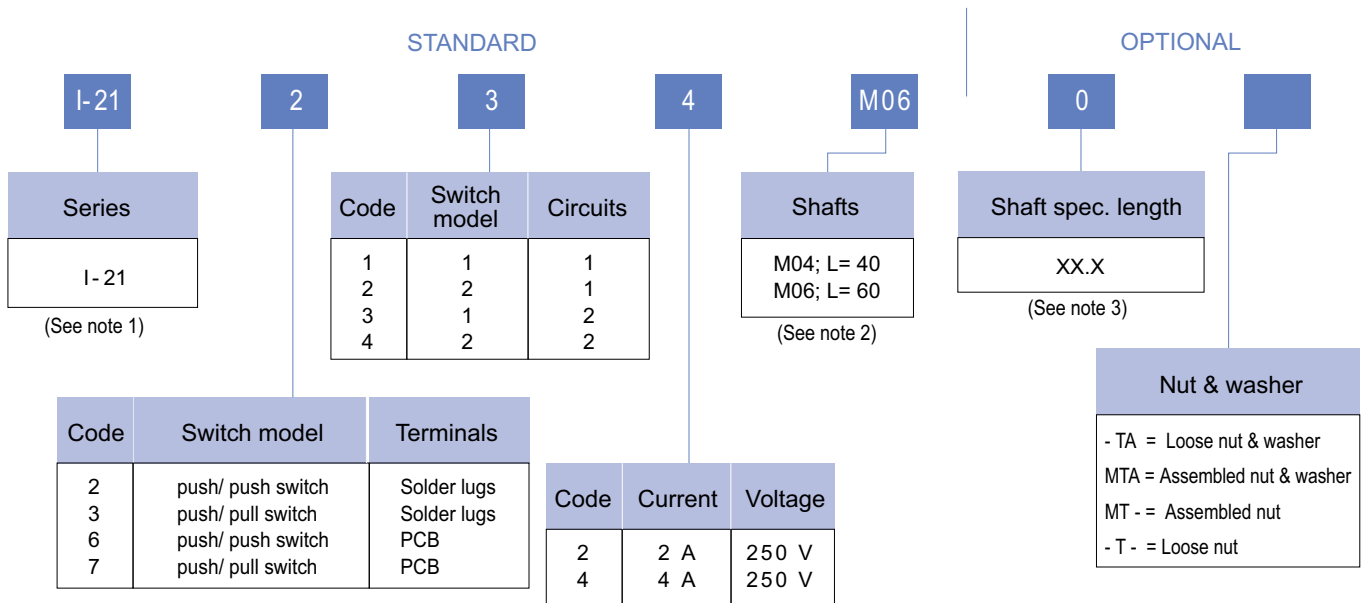 STANDARD
OPTIONAL
I-21 2 3 4 M06 0
Series
I-21
(See note 1)
Code Switch model Circuits
1 1 1
2 2 1
3 1 2
4 2 2
Shafts
M04; L= 40
M06; L= 60
(See note 2)
Shaft spec. length
XX.X
(See note 3)
Code Switch model Terminals
2 push/ push switch Solder lugs
3 push/ pull switch Solder lugs
6 push/ push switch PCB
7 push/ pull switch PCB
Code Current Voltage
2 2 A 250 V
4 4 A 250 V
Nut & washer
- TA = Loose nut & washer
MTA = Assembled nut & washer
MT - = Assembled nut
- T - = Loose nut